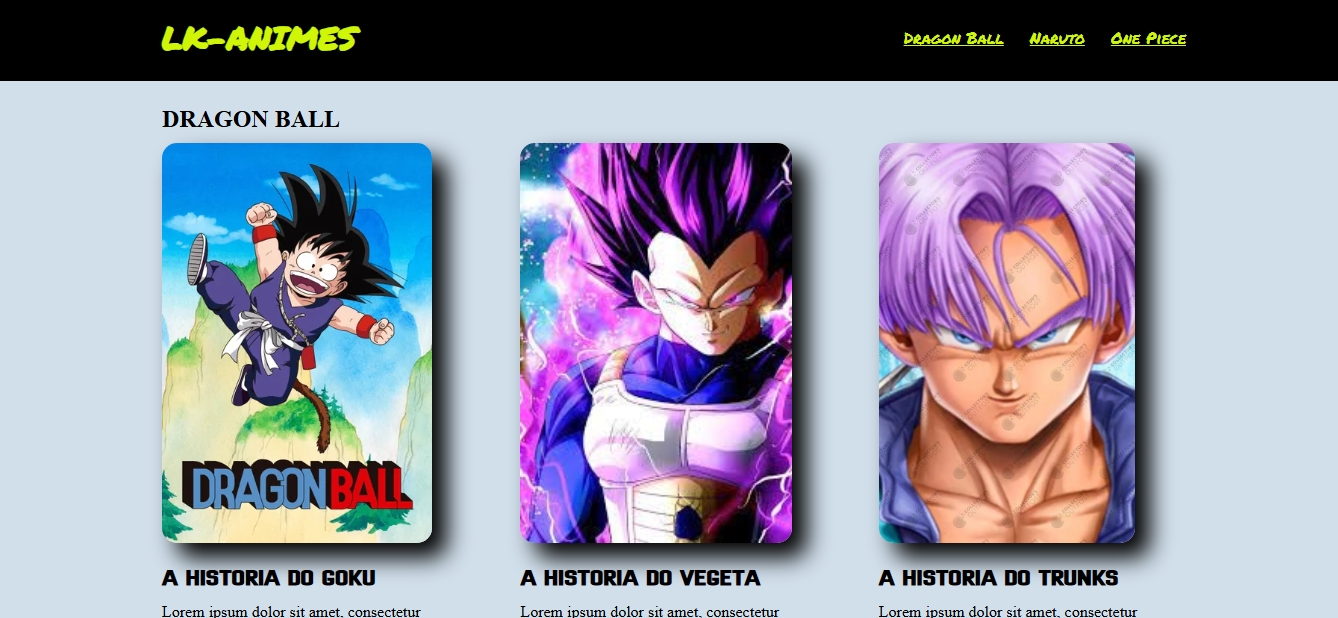 LK-ANIMES
Dragon Ball Naruto One Piece
DRAGON BALL
DRAGON BALL
A HISTORIA DO GOKU A HISTORIA DO VEGETA A HISTORIA DO TRUNKS
Lorem ipsum dolor sit amet, consectetur Lorem ipsum dolor sit amet, consectetur Lorem ipsum dolor sit amet, consectetur